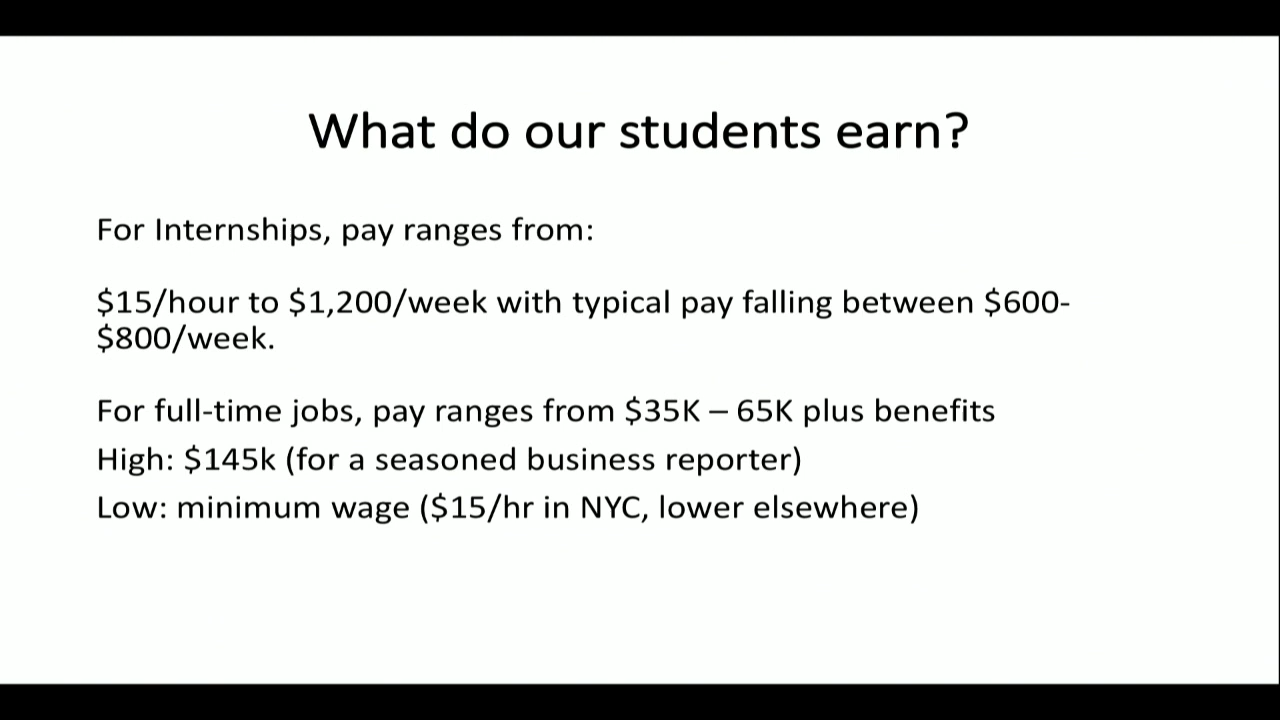 What do our students earn?
For Internships, pay ranges from:
$15/hour to $1,200/week with typical pay falling between $600-
$800/week.
For full-time jobs, pay ranges from $35K – 65K plus benefits
High: $145k (for a seasoned business reporter)
Low: minimum wage ($15/hr in NYC, lower elsewhere)